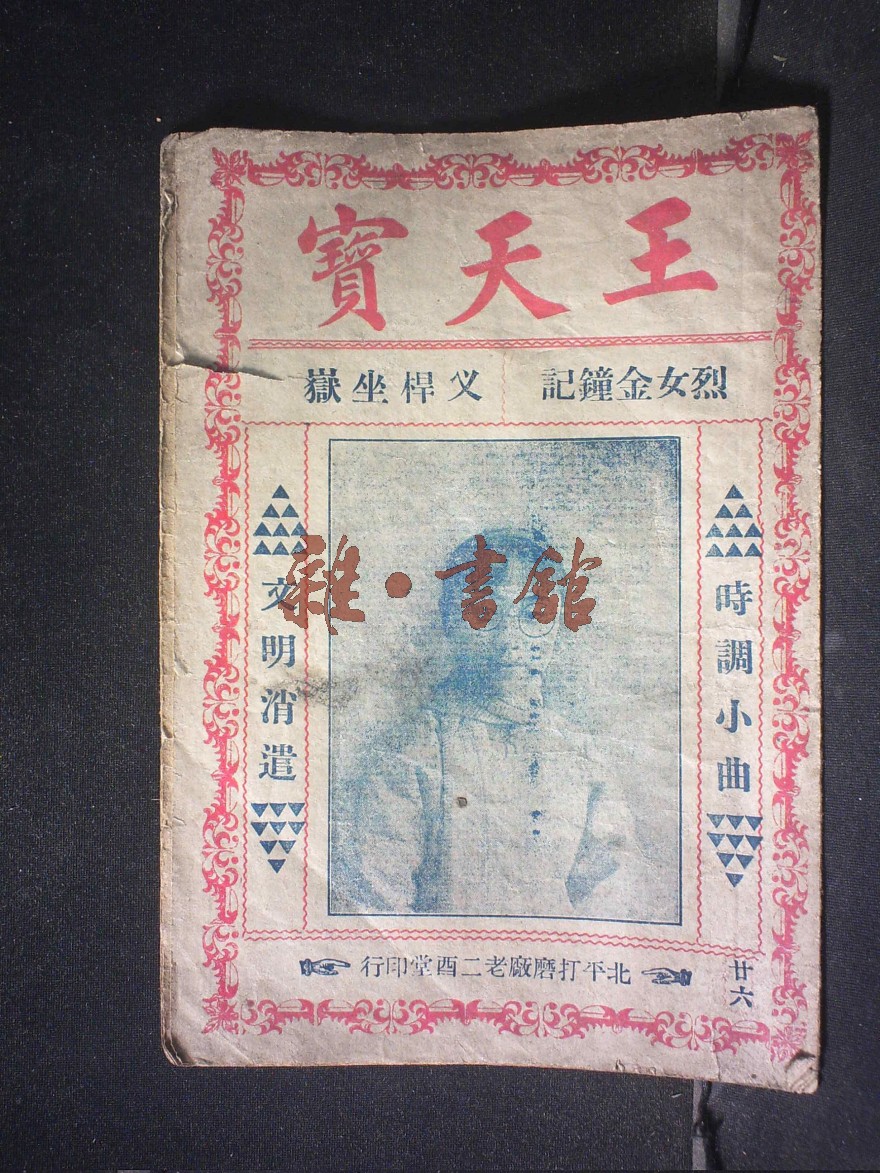 王天寶
烈女金鐘記
义桿坐嶽
時調小曲
文明消遣
雜·書館
北平打磨廠老二酉堂印行
廿六